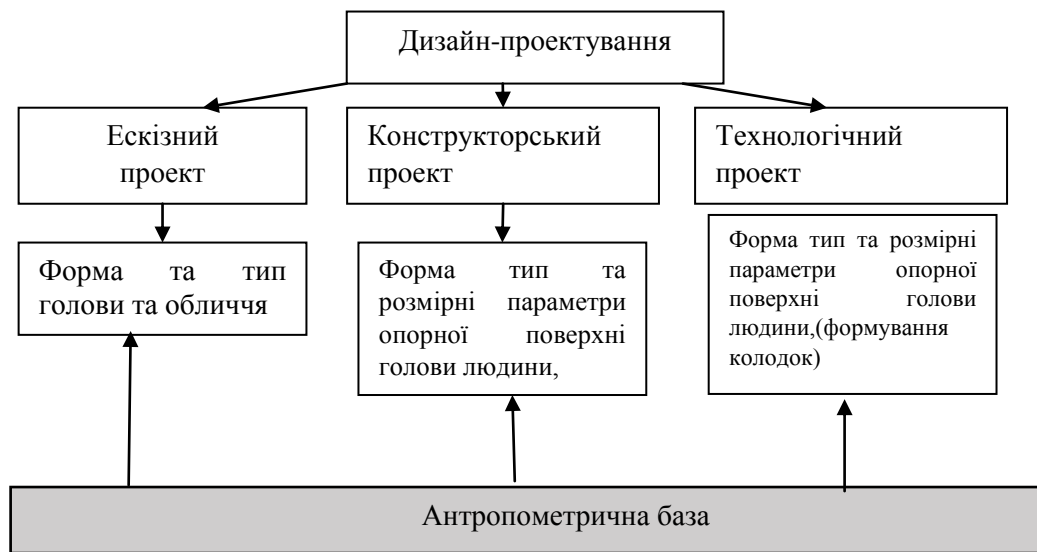 Дизайн-проектування
Ескізний
проект
Конструкторський
проект
Технологічний
проект
Форма та тип
голови та обличчя
Форма тип та
розмірні параметри
опорної поверхні
голови людини,
Форма тип та розмірні
параметри опорної
поверхні голови
людини,(формування
колодок)
Антропометрична база